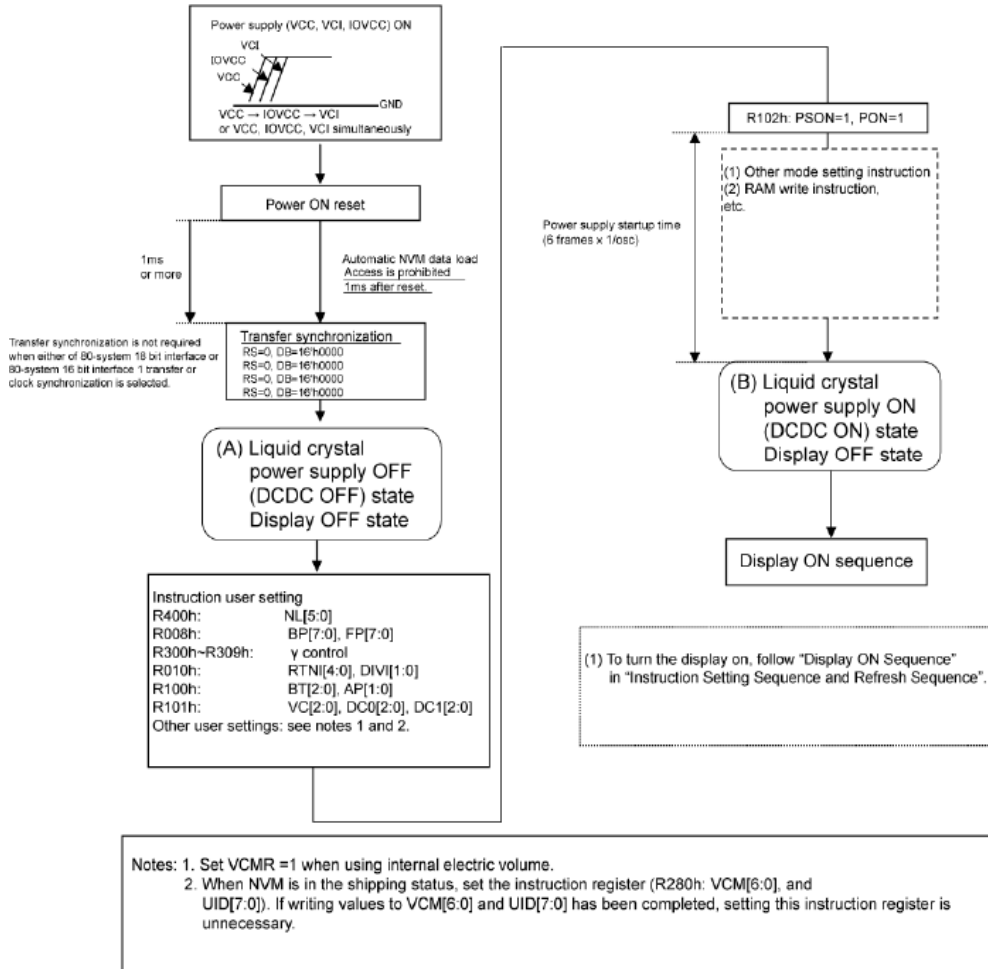 Power supply (VCC, VCI, IOVCC) ON
VCI
IOVCC
VCC
GND
VCC → IOVCC → VCI
or VCC, IOVCC, VCI simultaneously
Power ON reset
1ms
or more
Automatic NVM data load
Access is prohibited
1ms after reset.
Transfer synchronization is not required
when either of 80-system 18 bit interface or
80-system 16 bit interface 1 transfer or
clock synchronization is selected.
Transfer synchronization
RS=0, DB=16'h0000
RS=0, DB=16'h0000
RS=0, DB=16'h0000
RS=0, DB=16'h0000
(A) Liquid crystal
power supply OFF
(DCDC OFF) state
Display OFF state
Instruction user setting
R400h: NL[5:0]
R008h: BP[7:0], FP[7:0]
R300h~R309h: γ control
R010h: RTNI[4:0], DIVI[1:0]
R100h: BT[2:0], AP[1:0]
R101h: VC[2:0], DC0[2:0], DC1[2:0]
Other user settings: see notes 1 and 2.
R102h: PSON=1, PON=1
(1) Other mode setting instruction
(2) RAM write instruction,
etc.
Power supply startup time
(6 frames x 1/osc)
(B) Liquid crystal
power supply ON
(DCDC ON) state
Display OFF state
Display ON sequence
(1) To turn the display on, follow “Display ON Sequence”
in “Instruction Setting Sequence and Refresh Sequence”.
Notes: 1. Set VCMR =1 when using internal electric volume.
2. When NVM is in the shipping status, set the instruction register (R280h: VCM[6:0], and
UID[7:0]). If writing values to VCM[6:0] and UID[7:0] has been completed, setting this instruction register is
unnecessary.